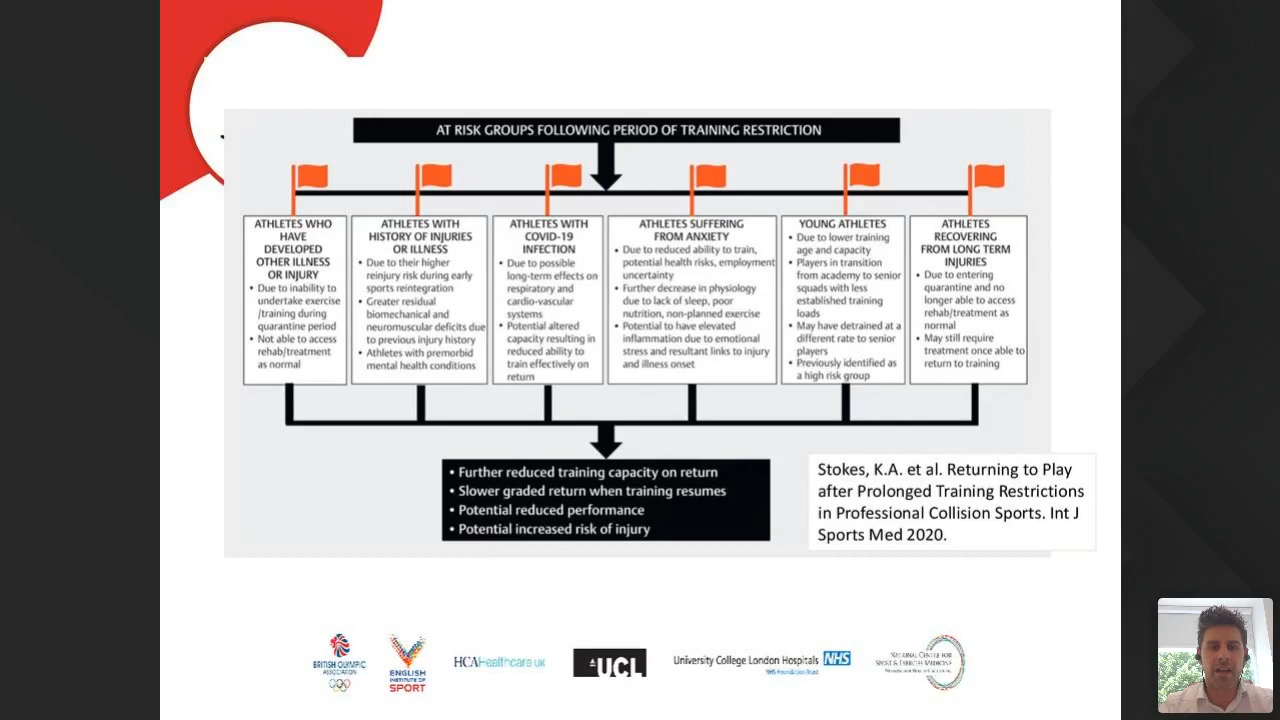 AT RISK GROUPS FOLLOWING PERIOD OF TRAINING RESTRICTION
ATHLETES WHO
HAVE
DEVELOPED
OTHER ILLNESS
OR INJURY
• Due to inability to
undertake exercise
/training during
quarantine period
• Not able to access
rehab/treatment
as normal
ATHLETES WITH
HISTORY OF INJURIES
OR ILLNESS
• Due to their higher
reinjury risk during early
sports reintegration
• Greater residual
biomechanical and
neuromuscular deficits due
to previous injury history
• Athletes with premorbid
mental health conditions
ATHLETES WITH
COVID-19
INFECTION
• Due to possible
long-term effects on
respiratory and
cardio-vascular
systems
• Potential altered
capacity resulting in
reduced ability to
train effectively on
return
ATHLETES SUFFERING
FROM ANXIETY
• Due to reduced ability to train,
potential health risks, employment
uncertainty
• Further decrease in physiology
due to lack of sleep, poor
nutrition, non-planned exercise
• Potential to have elevated
inflammation due to emotional
stress and resultant links to injury
and illness onset
YOUNG ATHLETES
• Due to lower training
age and capacity
• Players in transition
from academy to senior
squads with less
established training
loads
• May have detrained at a
different rate to senior
players
• Previously identified as
a high risk group
ATHLETES
RECOVERING
FROM LONG TERM
INJURIES
• Due to entering
quarantine and no
longer able to access
rehab/treatment as
normal
• May still require
treatment once able to
return to training
• Further reduced training capacity on return
• Slower graded return when training resumes
• Potential reduced performance
• Potential increased risk of injury
Stokes, K.A. et al. Returning to Play
after Prolonged Training Restrictions
in Professional Collision Sports. Int J
Sports Med 2020.
BRITISH OLYMPIC
ASSOCIATION
ENGLISH
INSTITUTE OF
SPORT
HCAHealthcare UK
UCL
University College London Hospitals NHS
NHS Foundation Trust
NATIONAL CENTRE FOR
SPORT & EXERCISE MEDICINE